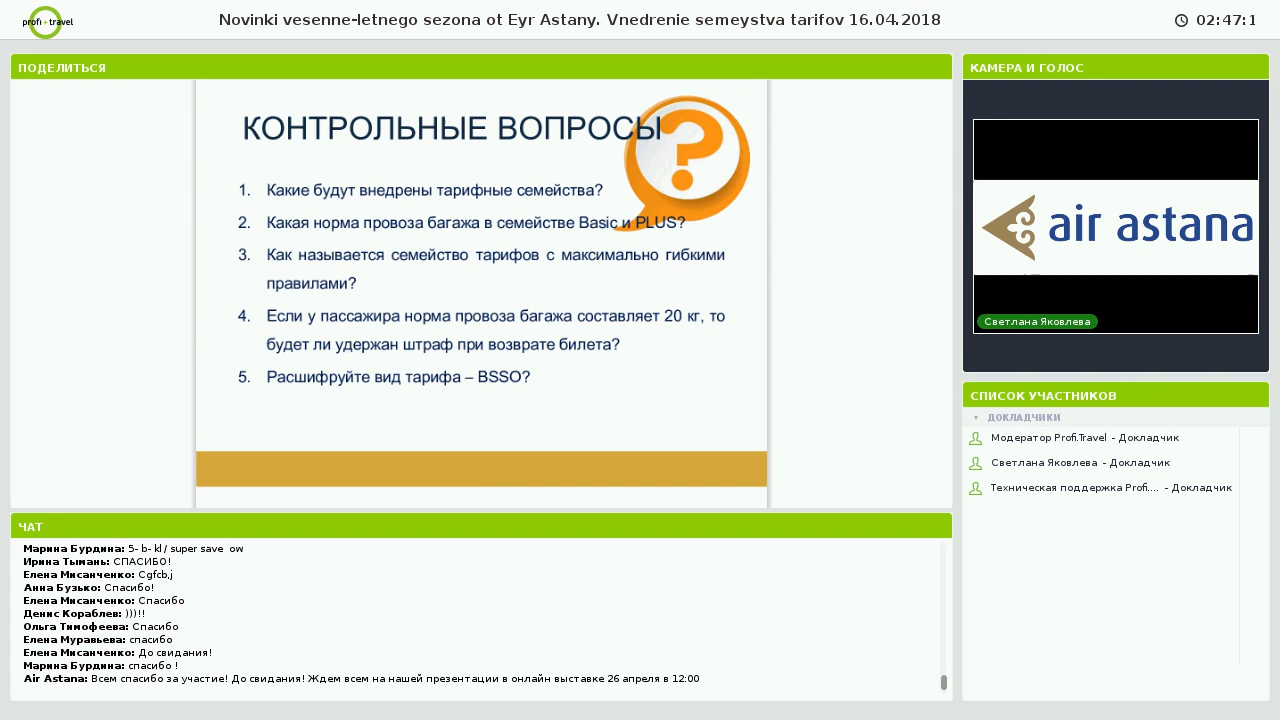 profi+travel
Novinki vesenne-letnego sezona ot Eyr Astany. Vnedrenie semeystva tarifov 16.04.2018
02:47:1
ПОДЕЛИТЬСЯ
КОНТРОЛЬНЫЕ ВОПРОСЫ
1. Какие будут внедрены тарифные семейства?
2. Какая норма провоза багажа в семействе Basic и PLUS?
3. Как называется семейство тарифов с максимально гибкими
правилами?
4. Если у пассажира норма провоза багажа составляет 20 кг, то
будет ли удержан штраф при возврате билета?
5. Расшифруйте вид тарифа – BSSO?
КАМЕРА И ГОЛОС
air astana
Светлана Яковлева
СПИСОК УЧАСТНИКОВ
ДОКЛАДЧИКИ
Модератор Profi.Travel - Докладчик
Светлана Яковлева - Докладчик
Техническая поддержка Profi.... - Докладчик
ЧАТ
Марина Бурдина: 5- b- kl / super save ow
Ирина Тымань: СПАСИБО!
Елена Мисанченко: Cgfcb,j
Анна Бузько: Спасибо!
Елена Мисанченко: Спасибо
Денис Кораблев: )))!!
Ольга Тимофеева: Спасибо
Елена Муравьева: спасибо
Елена Мисанченко: До свидания!
Марина Бурдина: спасибо !
Air Astana: Всем спасибо за участие! До свидания! Ждем всем на нашей презентации в онлайн выставке 26 апреля в 12:00